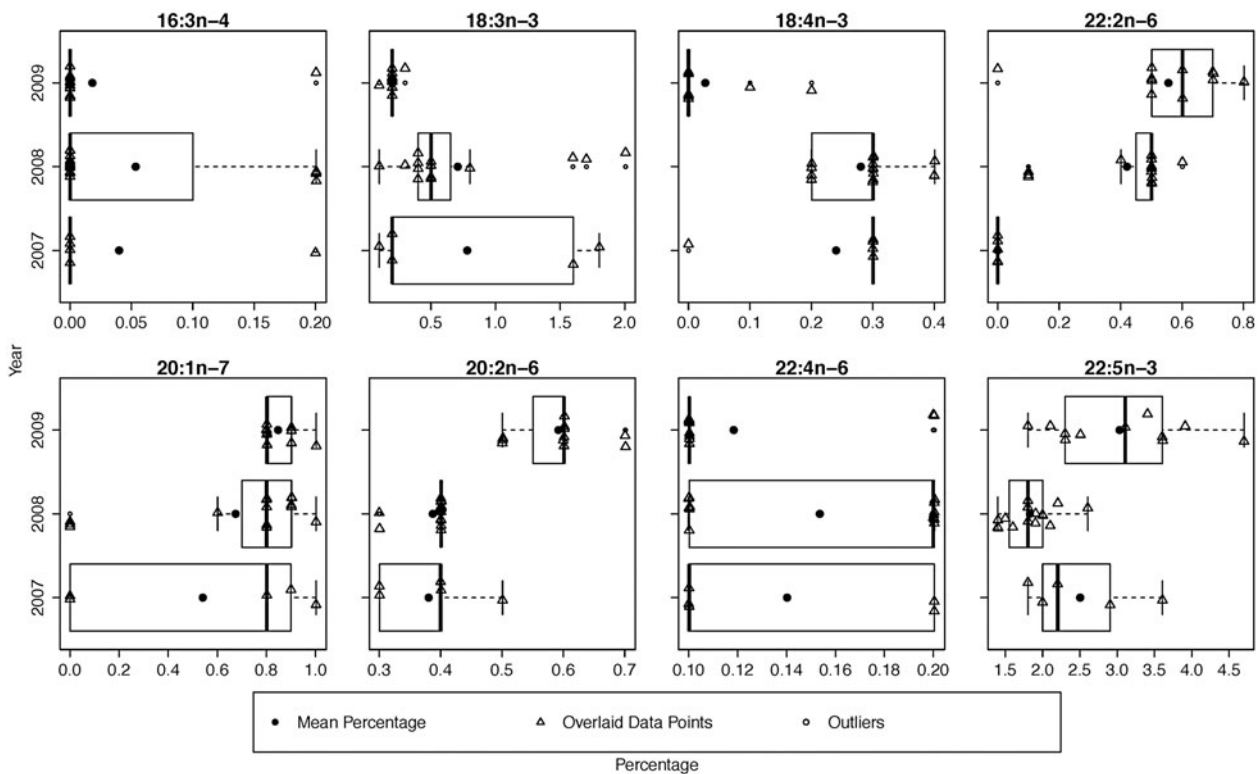 16:3n−4 18:3n−3 18:4n−3 22:2n−6
2009
2008
2007
0.00 0.05 0.10 0.15 0.20 0.5 1.0 1.5 2.0 0.0 0.1 0.2 0.3 0.4 0.0 0.2 0.4 0.6 0.8
Year
20:1n−7 20:2n−6 22:4n−6 22:5n−3
2009
2008
2007
0.0 0.2 0.4 0.6 0.8 1.0 0.3 0.4 0.5 0.6 0.7 0.10 0.12 0.14 0.16 0.18 0.20 1.5 2.0 2.5 3.0 3.5 4.0 4.5
Mean Percentage Overlaid Data Points Outliers
Percentage